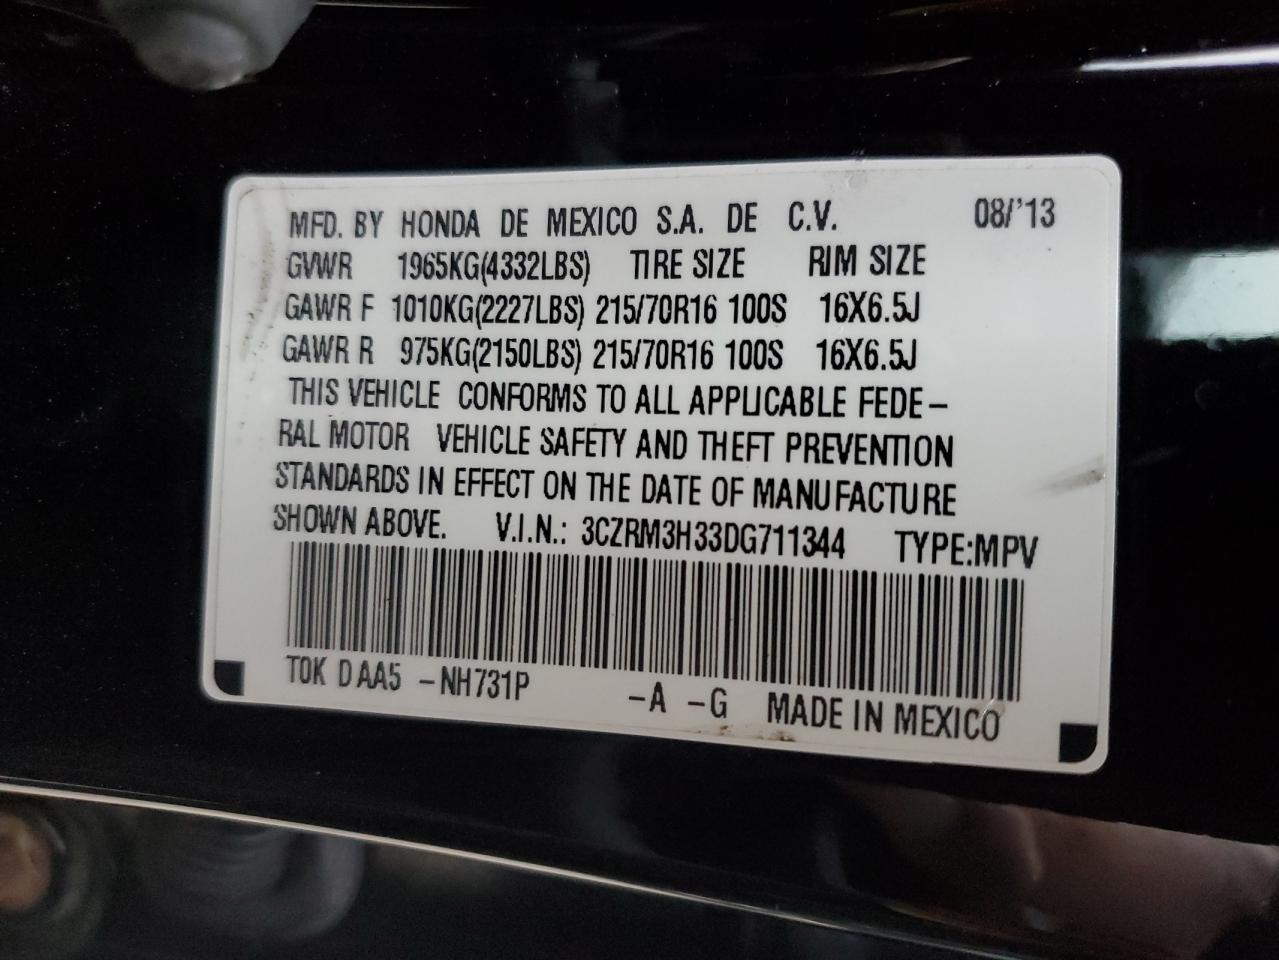 MFD. BY HONDA DE MEXICO S.A. DE C.V. 08/'13
GVWR 1965KG(4332LBS) TIRE SIZE RIM SIZE
GAWR F 1010KG(2227LBS) 215/70R16 100S 16X6.5J
GAWR R 975KG(2150LBS) 215/70R16 100S 16X6.5J
THIS VEHICLE CONFORMS TO ALL APPLICABLE FEDE-
RAL MOTOR VEHICLE SAFETY AND THEFT PREVENTION
STANDARDS IN EFFECT ON THE DATE OF MANUFACTURE
SHOWN ABOVE. V.I.N.: 3CZRM3H33DG711344 TYPE:MPV
T0K D AA5 -NH731P -A -G MADE IN MEXICO